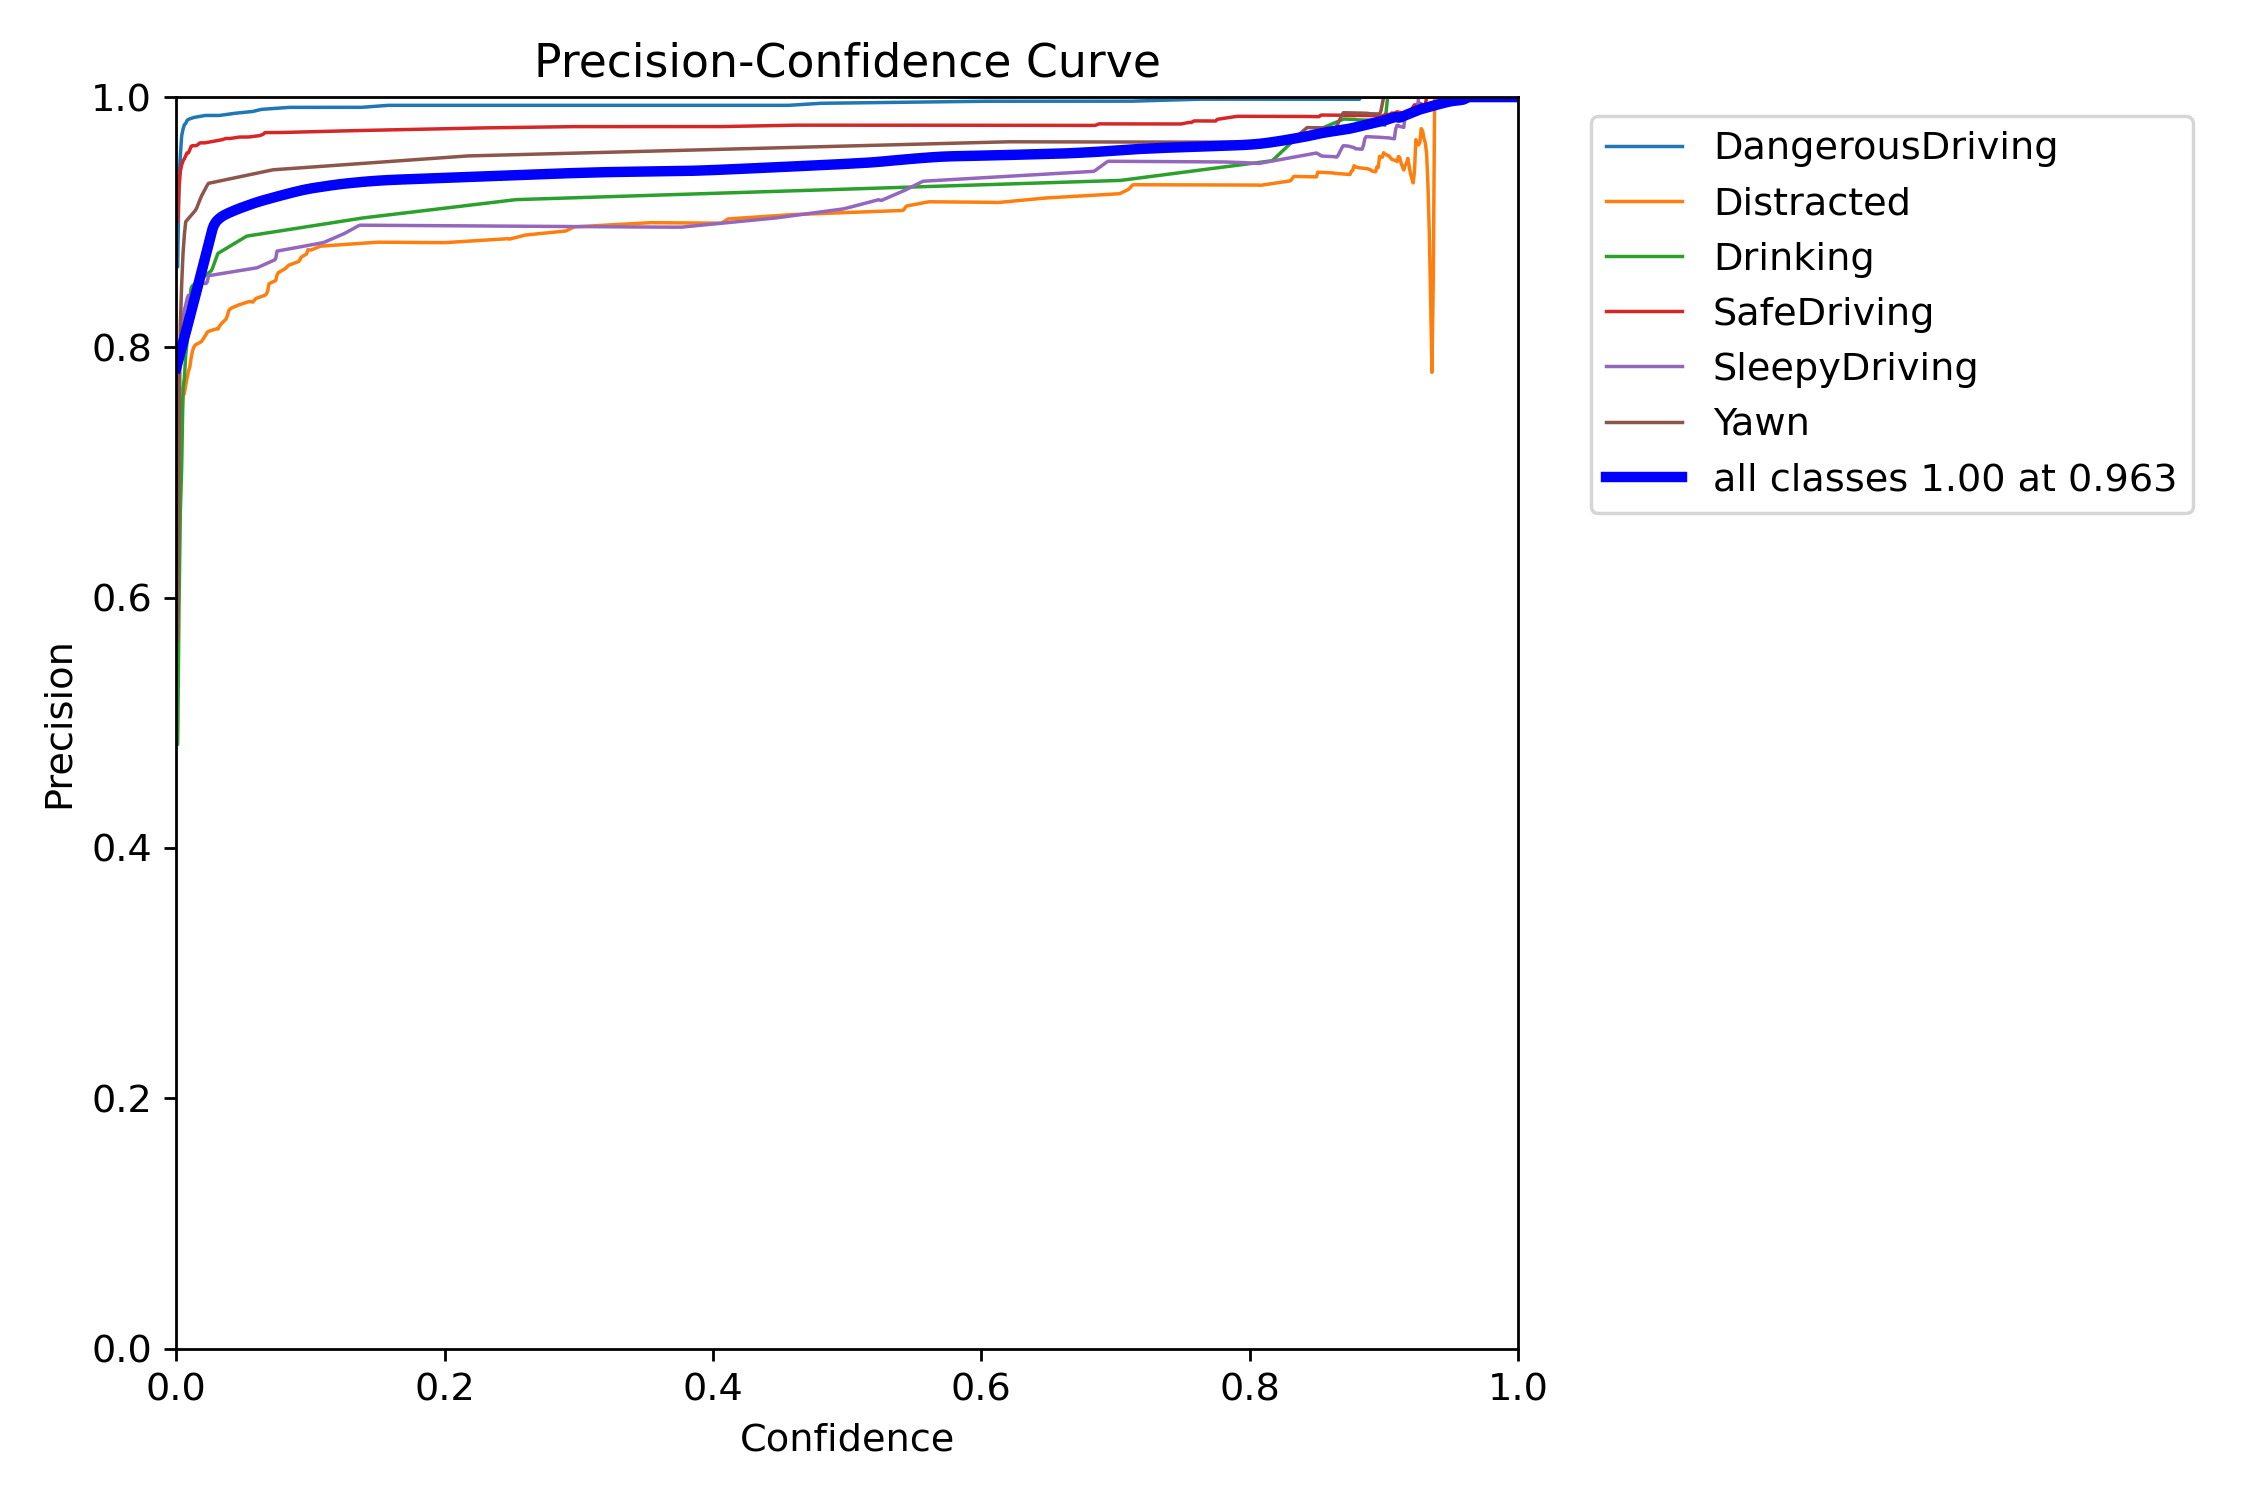 Precision-Confidence Curve
1.0
0.8
0.6
0.4
0.2
0.0
Precision
0.0 0.2 0.4 0.6 0.8 1.0
Confidence
DangerousDriving
Distracted
Drinking
SafeDriving
SleepyDriving
Yawn
all classes 1.00 at 0.963